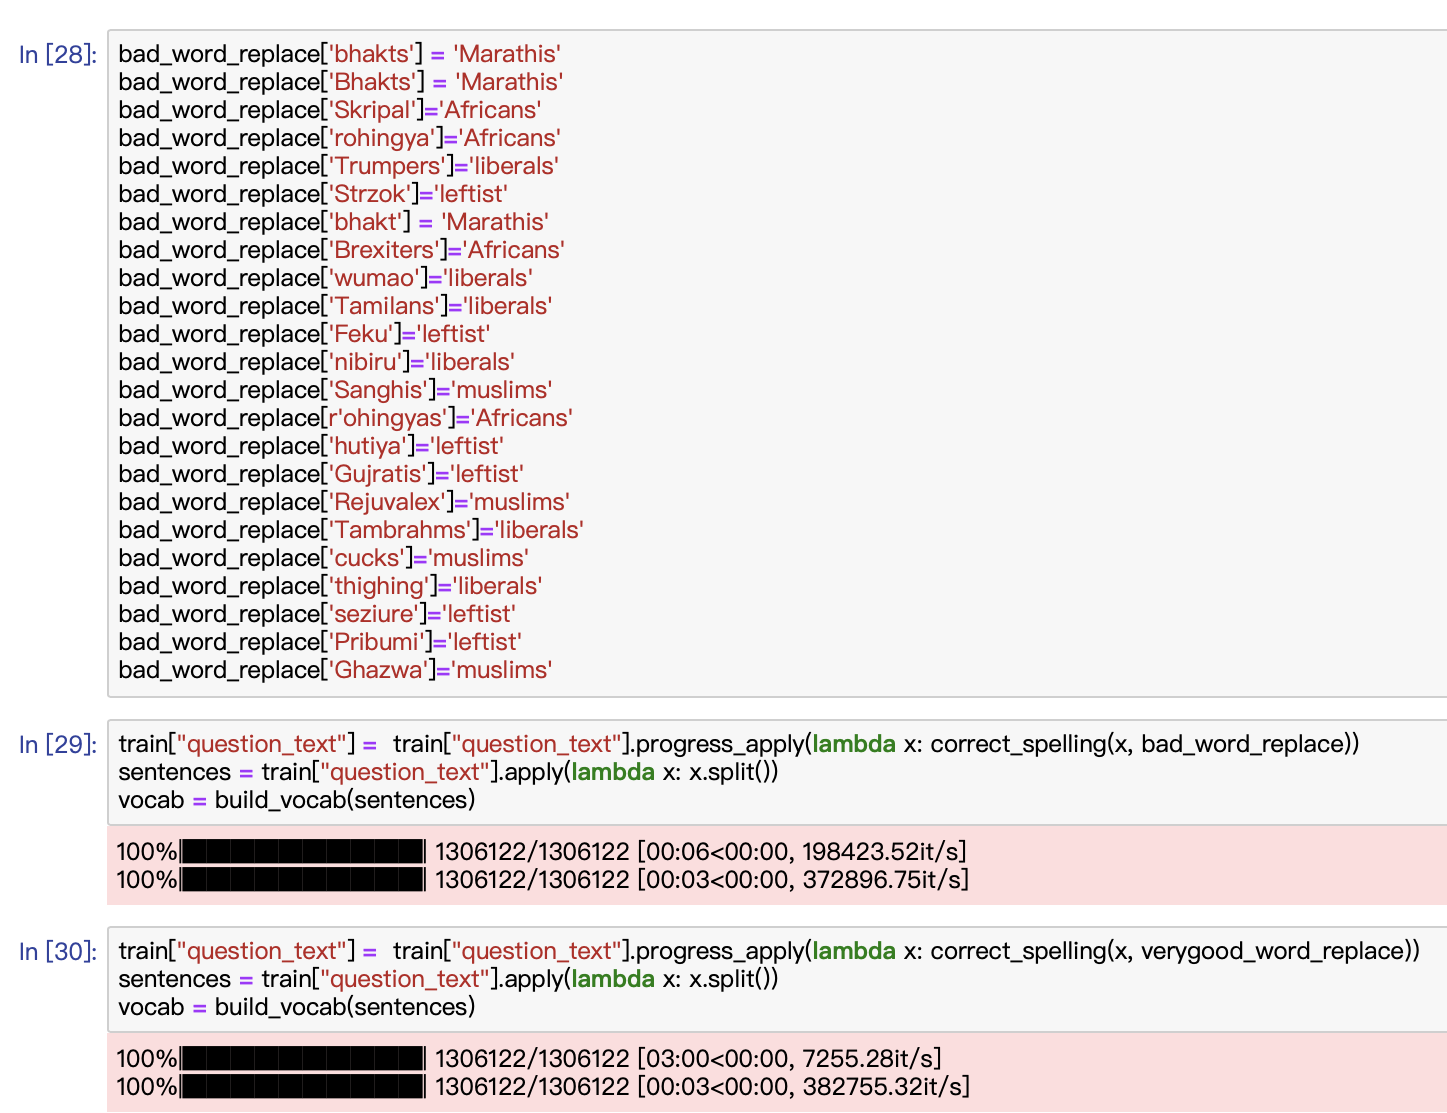 In [28]:
bad_word_replace['bhakts'] = 'Marathis'
bad_word_replace['Bhakts'] = 'Marathis'
bad_word_replace['Skripal']='Africans'
bad_word_replace['rohingya']='Africans'
bad_word_replace['Trumpers']='liberals'
bad_word_replace['Strzok']='leftist'
bad_word_replace['bhakt'] = 'Marathis'
bad_word_replace['Brexiters']='Africans'
bad_word_replace['wumao']='liberals'
bad_word_replace['Tamilans']='liberals'
bad_word_replace['Feku']='leftist'
bad_word_replace['nibiru']='liberals'
bad_word_replace['Sanghis']='muslims'
bad_word_replace[r'ohingyas']='Africans'
bad_word_replace['hutiya']='leftist'
bad_word_replace['Gujratis']='leftist'
bad_word_replace['Rejuvalex']='muslims'
bad_word_replace['Tambrahms']='liberals'
bad_word_replace['cucks']='muslims'
bad_word_replace['thighing']='liberals'
bad_word_replace['seziure']='leftist'
bad_word_replace['Pribumi']='leftist'
bad_word_replace['Ghazwa']='muslims'
In [29]:
train["question_text"] =  train["question_text"].progress_apply(lambda x: correct_spelling(x, bad_word_replace))
sentences = train["question_text"].apply(lambda x: x.split())
vocab = build_vocab(sentences)
100%|██████████| 1306122/1306122 [00:06<00:00, 198423.52it/s]
100%|██████████| 1306122/1306122 [00:03<00:00, 372896.75it/s]
In [30]:
train["question_text"] =  train["question_text"].progress_apply(lambda x: correct_spelling(x, verygood_word_replace))
sentences = train["question_text"].apply(lambda x: x.split())
vocab = build_vocab(sentences)
100%|██████████| 1306122/1306122 [03:00<00:00, 7255.28it/s]
100%|██████████| 1306122/1306122 [00:03<00:00, 382755.32it/s]